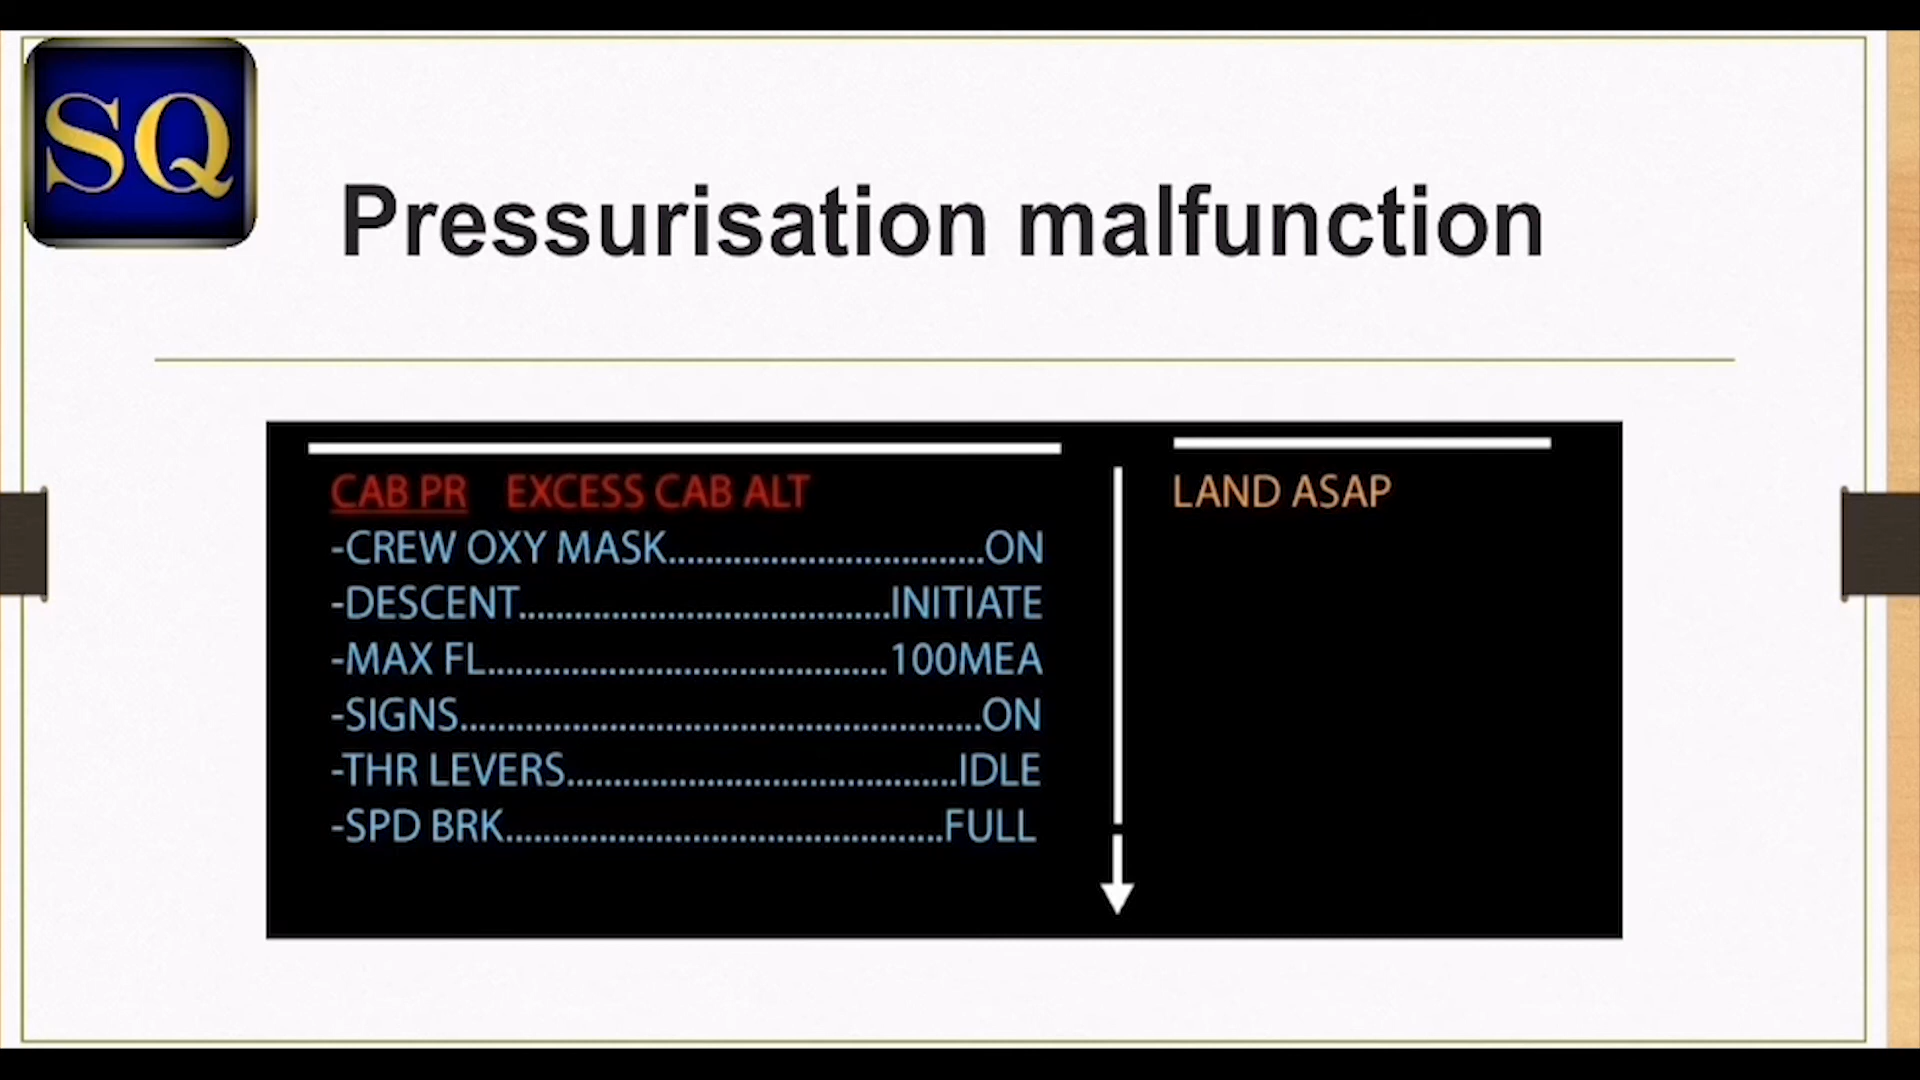 SQ
Pressurisation malfunction
CAB PR EXCESS CAB ALT
-CREW OXY MASK..................................ON
-DESCENT........................................INITIATE
-MAX FL...........................................100MEA
-SIGNS........................................................ON
-THR LEVERS..........................................IDLE
-SPD BRK...............................................FULL
LAND ASAP